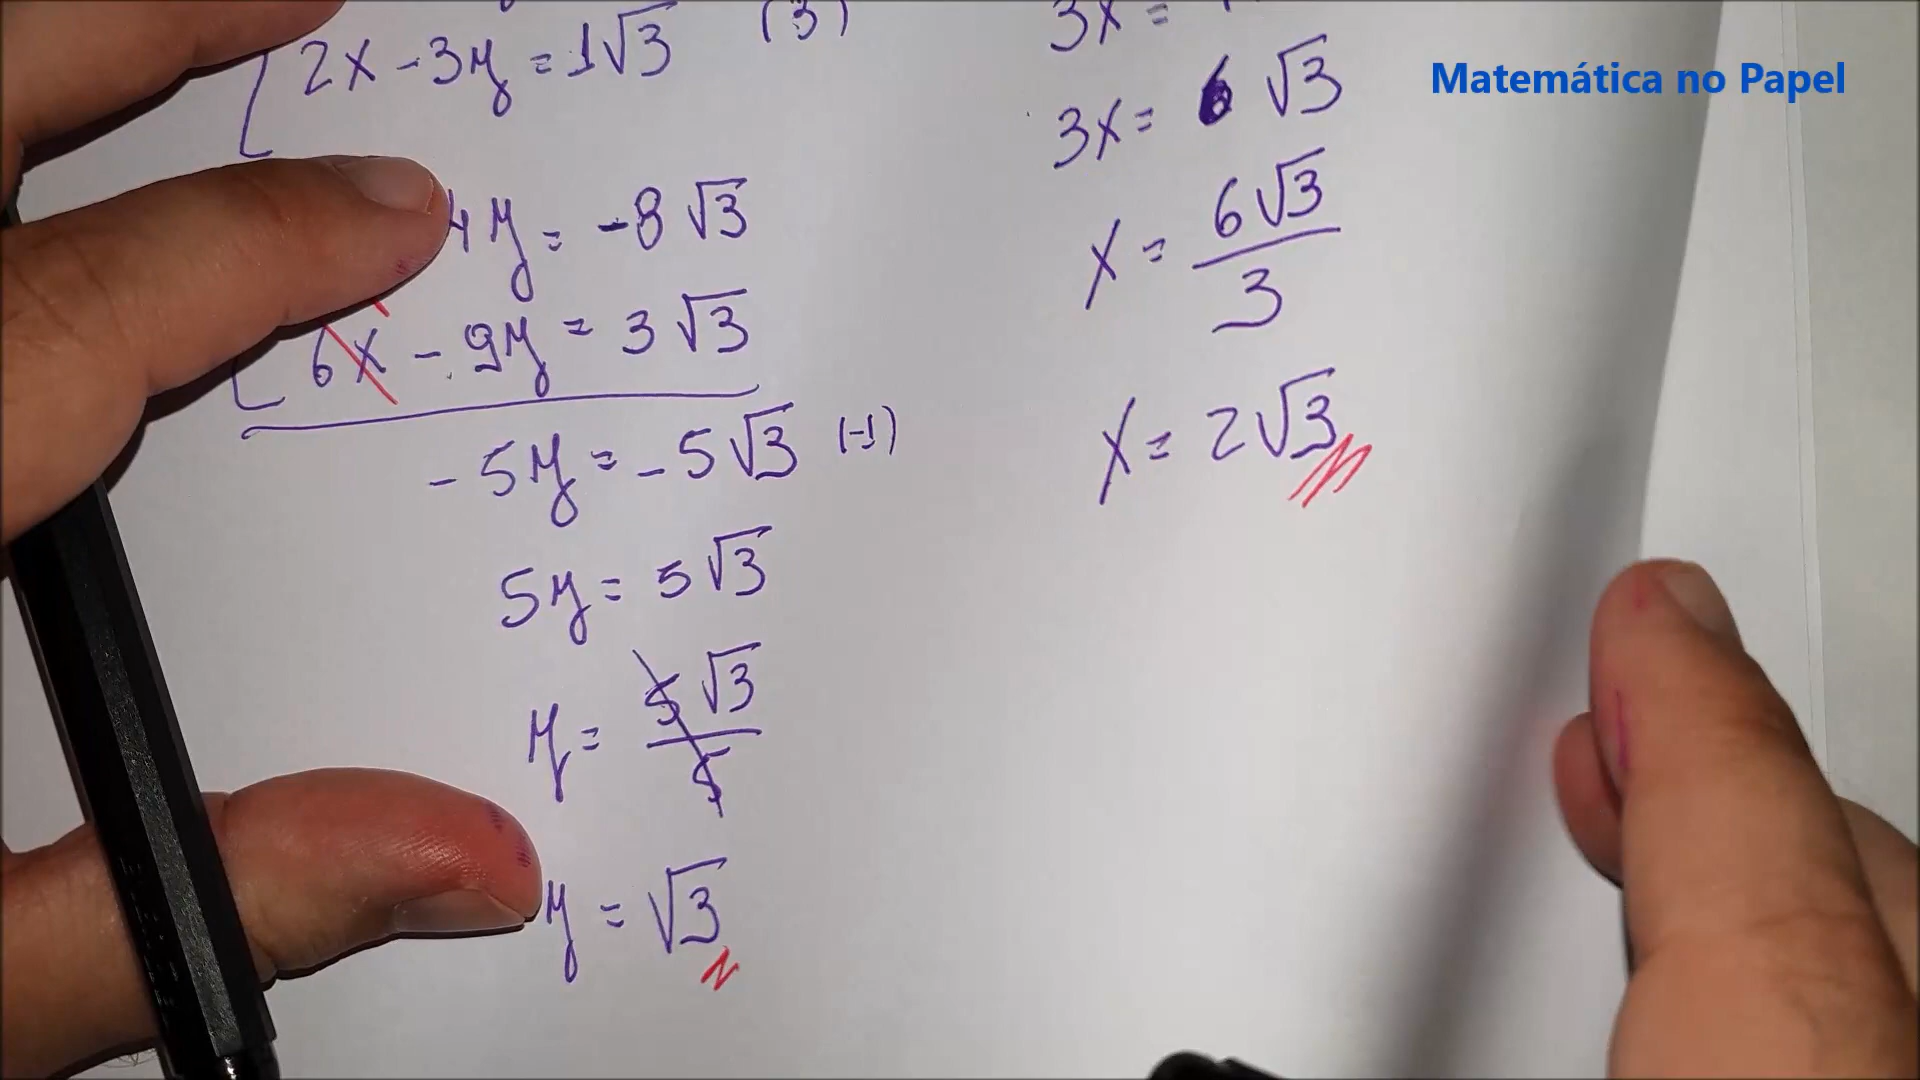 2x - 3y = 1√3 (3)
4y = -8√3
6x - 9y = 3√3
-5y = -5√3 (-1)
5y = 5√3
y = 5√3/5
y = √3
3x =
3x = 6√3
x = 6√3/3
x = 2√3
Matemática no Papel